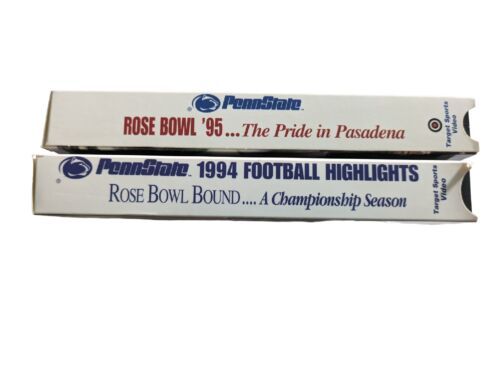 PennState
ROSE BOWL '95...The Pride in Pasadena
Target Sports
Video
PennState 1994 FOOTBALL HIGHLIGHTS
ROSE BOWL BOUND.... A Championship Season
Target Sports
Video